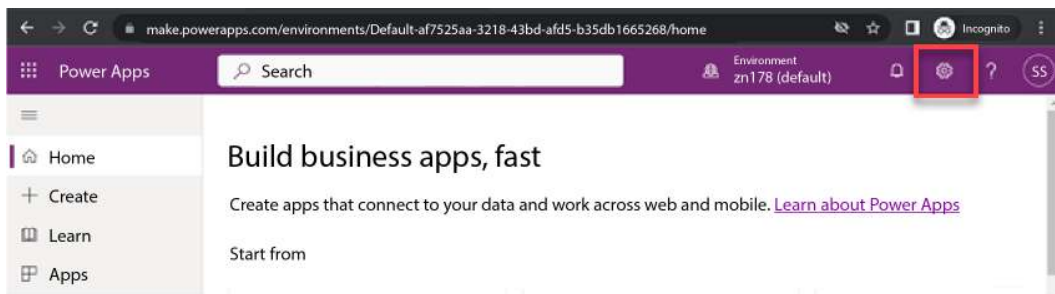 make.powerapps.com/environments/Default-af7525aa-3218-43bd-afd5-b35db1665268/home
Incognito
Power Apps
Search
Environment
zn178 (default)
?
SS
Home
Build business apps, fast
Create
Create apps that connect to your data and work across web and mobile. Learn about Power Apps
Learn
Start from
Apps